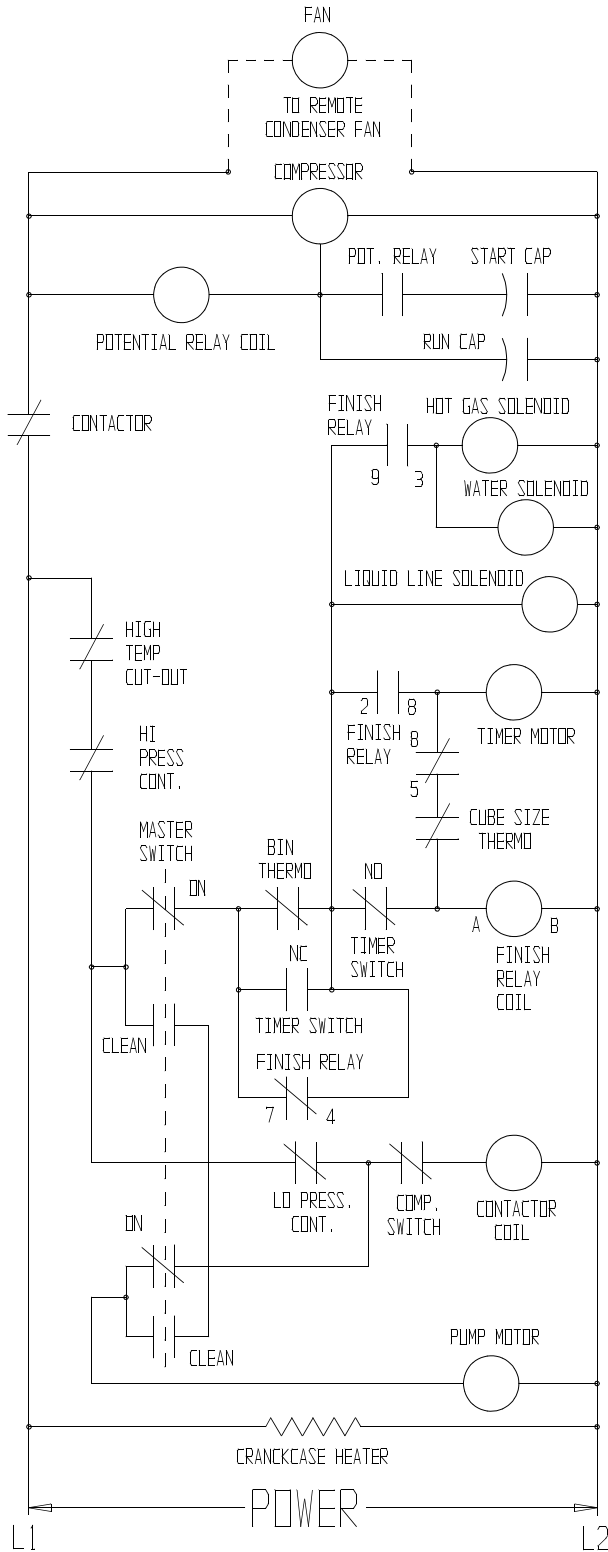 FAN
TO REMOTE
CONDENSER FAN
COMPRESSOR
POT. RELAY
START CAP
POTENTIAL RELAY COIL
RUN CAP
CONTACTOR
FINISH
RELAY
HOT GAS SOLENOID
9
3
WATER SOLENOID
LIQUID LINE SOLENOID
HIGH
TEMP
CUT-OUT
2
8
FINISH
RELAY
TIMER MOTOR
HI
PRESS
CONT.
8
5
CUBE SIZE
THERMO
MASTER
SWITCH
ON
BIN
THERMO
NO
TIMER
SWITCH
A
B
FINISH
RELAY
COIL
NC
TIMER SWITCH
CLEAN
FINISH RELAY
7
4
LO PRESS.
CONT.
COMP.
SWITCH
CONTACTOR
COIL
ON
CLEAN
PUMP MOTOR
CRANCKCASE HEATER
POWER
L1
L2